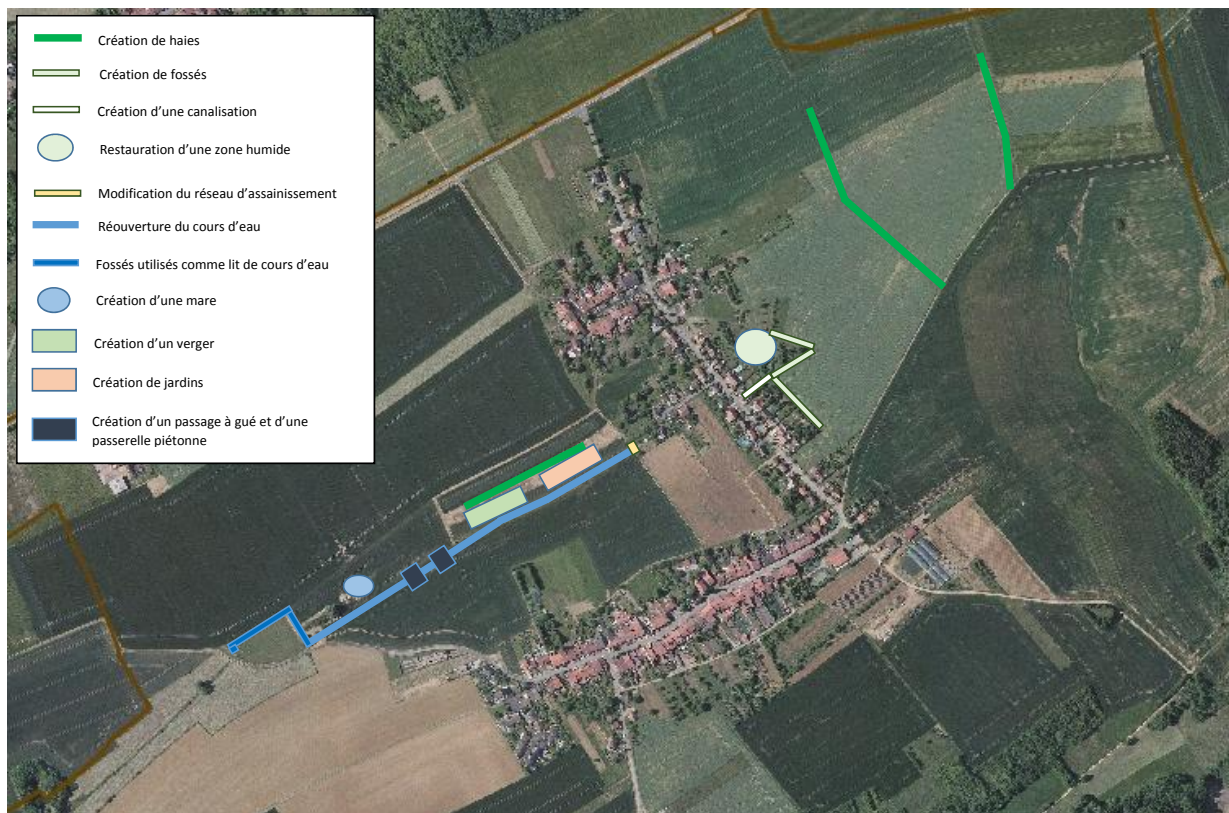 Création de haies
Création de fossés
Création d’une canalisation
Restauration d’une zone humide
Modification du réseau d’assainissement
Réouverture du cours d’eau
Fossés utilisés comme lit de cours d’eau
Création d’une mare
Création d’un verger
Création de jardins
Création d’un passage à gué et d’une
passerelle piétonne